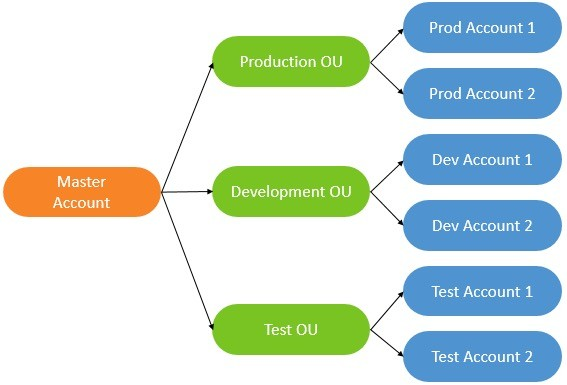 Master
Account
Production OU
Development OU
Test OU
Prod Account 1
Prod Account 2
Dev Account 1
Dev Account 2
Test Account 1
Test Account 2